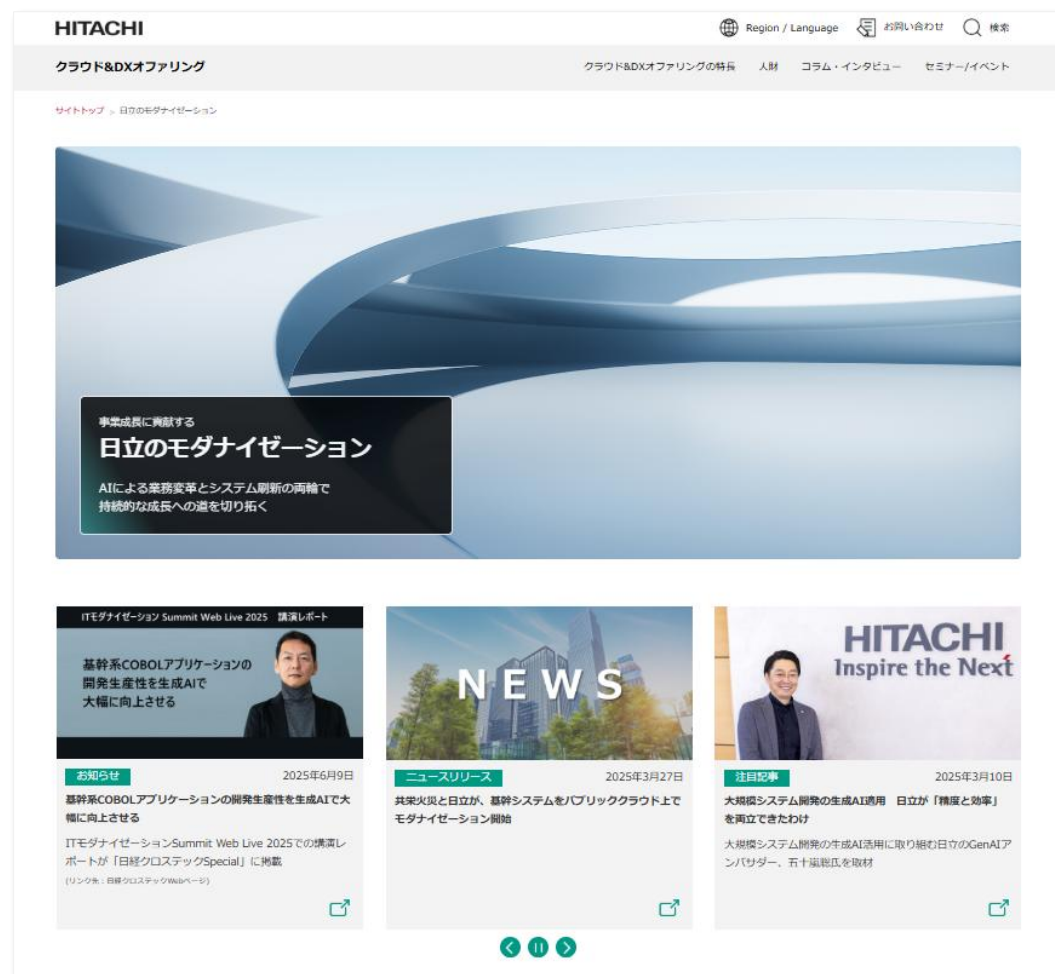 HITACHI
Region / Language
お問い合わせ
検索
クラウド&DXオファリング
クラウド&DXオファリングの特長
人財
コラム・インタビュー
セミナー/イベント
サイトトップ > 日立のモダナイゼーション
事業成長に貢献する
日立のモダナイゼーション
AIによる業務変革とシステム刷新の両輪で
持続的な成長への道を切り拓く
ITモダナイゼーション Summit Web Live 2025 講演レポート
基幹系COBOLアプリケーションの
開発生産性を生成AIで
大幅に向上させる
お知らせ
2025年6月9日
基幹系COBOLアプリケーションの開発生産性を生成AIで大
幅に向上させる
ITモダナイゼーションSummit Web Live 2025での講演レ
ポートが「日経クロステックSpecial」に掲載
(リンク先:日経クロステックWebページ)
NEWS
ニュースリリース
2025年3月27日
共栄火災と日立が、基幹システムをパブリッククラウド上で
モダナイゼーション開始
HITACHI
Inspire the Next
注目記事
2025年3月10日
大規模システム開発の生成AI適用 日立が「精度と効率」
を両立できたわけ
大規模システム開発の生成AI活用に取り組む日立のGenAIア
ンバサダー、五十嵐聡氏を取材